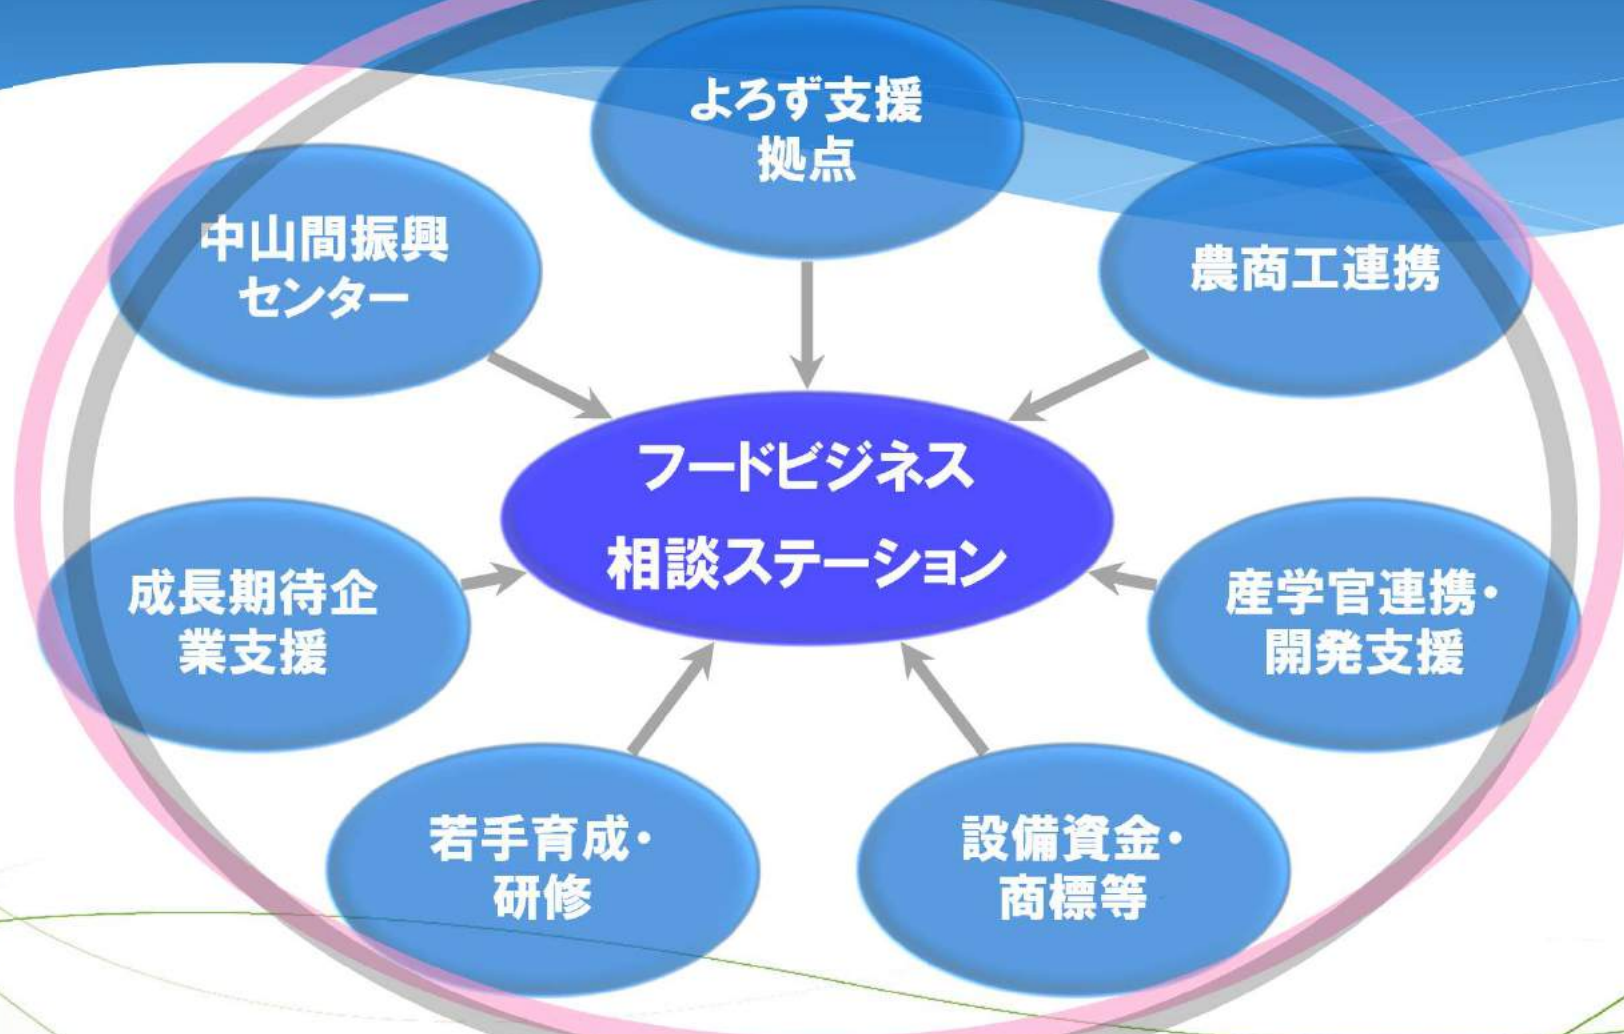 よろず支援
拠点
中山間振興
センター
農商工連携
フードビジネス
相談ステーション
成長期待企
業支援
産学官連携・
開発支援
若手育成・
研修
設備資金・
商標等